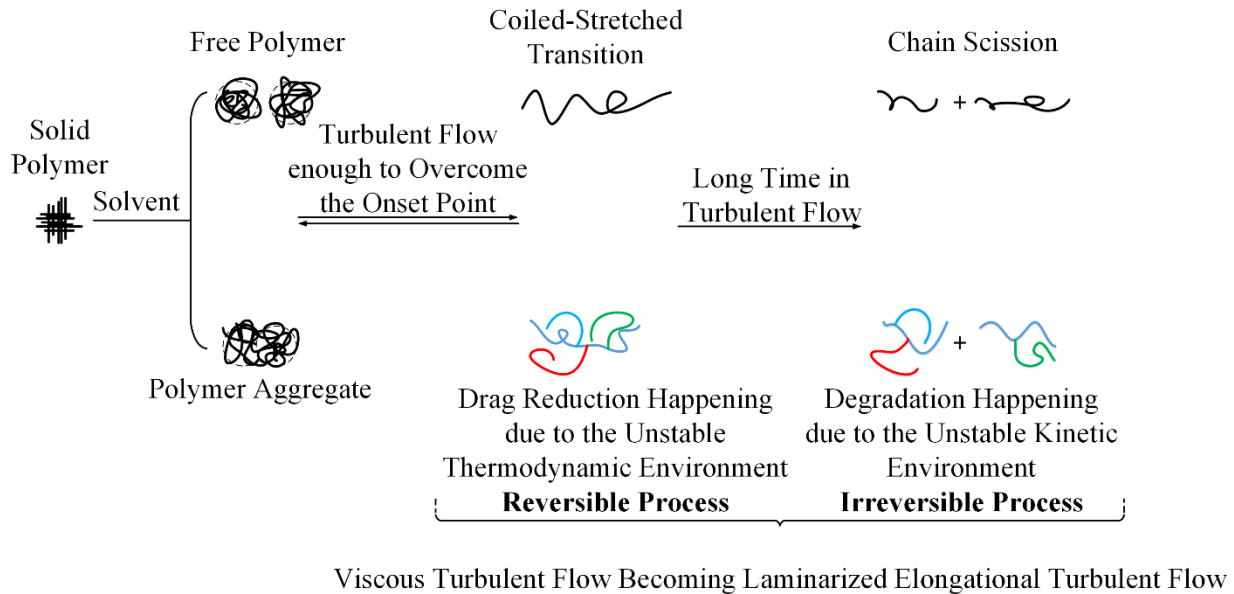 Free Polymer
Coiled-Stretched
Transition
Chain Scission
+
Solid
Polymer
Solvent
Turbulent Flow
enough to Overcome
the Onset Point
Long Time in
Turbulent Flow
+
Polymer Aggregate
Drag Reduction Happening
due to the Unstable
Thermodynamic Environment
Reversible Process
Degradation Happening
due to the Unstable Kinetic
Environment
Irreversible Process
Viscous Turbulent Flow Becoming Laminarized Elongational Turbulent Flow